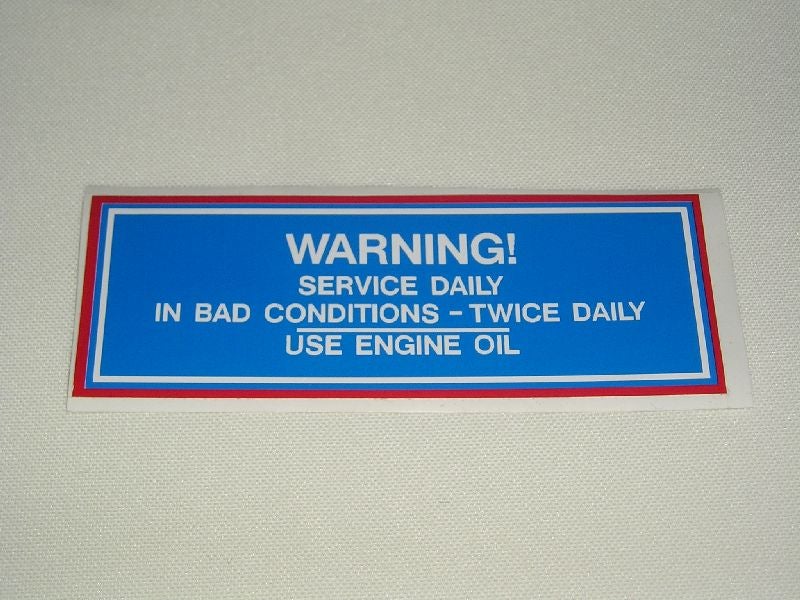 WARNING!
SERVICE DAILY
IN BAD CONDITIONS - TWICE DAILY
USE ENGINE OIL